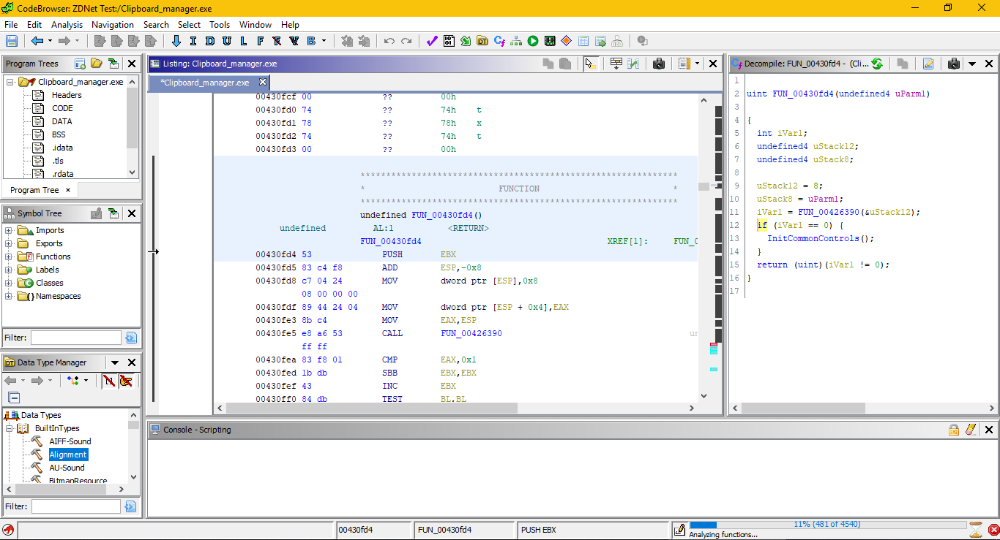 CodeBrowser: ZDNet Test:/Clipboard_manager.exe
File Edit Analysis Navigation Search Select Tools Window Help
I D U L F B
Program Trees
Clipboard_manager.exe
Headers
CODE
DATA
BSS
.idata
.tls
.rdata
Program Tree ×
Symbol Tree
Imports
Exports
Functions
Labels
Classes
Namespaces
Filter:
Data Type Manager
Data Types
BuiltInTypes
AIFF-Sound
Alignment
AU-Sound
BitmapResource
Filter:
Listing: Clipboard_manager.exe
*Clipboard_manager.exe
00430fcf 00 ?? 00h
00430fd0 74 ?? 74h t
00430fd1 78 ?? 78h x
00430fd2 74 ?? 74h t
00430fd3 00 ?? 00h
**************************************************************
* FUNCTION *
**************************************************************
undefined FUN_00430fd4()
undefined AL:1 <RETURN>
FUN_00430fd4 XREF[1]:
00430fd4 53 PUSH EBX
00430fd5 83 c4 f8 ADD ESP,-0x8
00430fd8 c7 04 24 MOV dword ptr [ESP],0x8
08 00 00 00
00430fdf 89 44 24 04 MOV dword ptr [ESP + 0x4],EAX
00430fe3 8b c4 MOV EAX,ESP
00430fe5 e8 a6 53 CALL FUN_00426390 un
ff ff
00430fea 83 f8 01 CMP EAX,0x1
00430fed 1b db SBB EBX,EBX
00430fef 43 INC EBX
00430ff0 84 db TEST BL,BL
Decompile: FUN_00430fd4 - (Cli...
1
2 uint FUN_00430fd4(undefined4 uParm1)
3
4 {
5 int iVar1;
6 undefined4 uStack12;
7 undefined4 uStack8;
8
9 uStack12 = 8;
10 uStack8 = uParm1;
11 iVar1 = FUN_00426390(&uStack12);
12 if (iVar1 == 0) {
13 InitCommonControls();
14 }
15 return (uint)(iVar1 != 0);
16 }
17
Console - Scripting
00430fd4
FUN_00430fd4
PUSH EBX
11% (481 of 4540)
Analyzing functions...